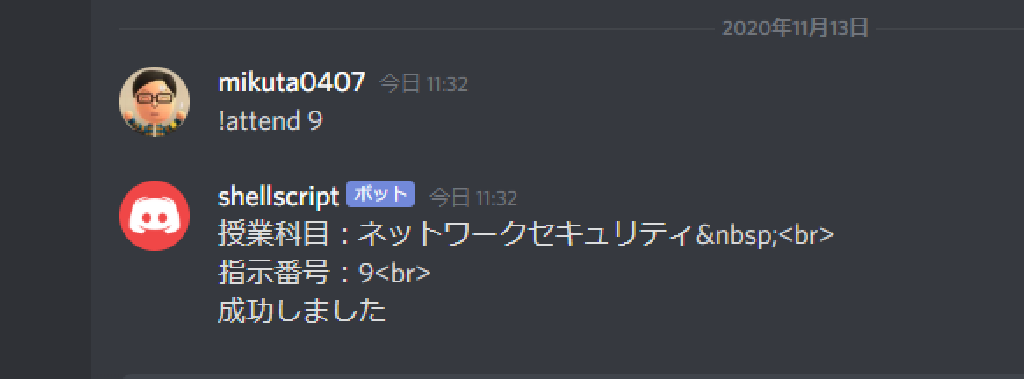 2020年11月13日
mikuta0407 今日 11:32
!attend 9
shellscript ボット 今日 11:32
授業科目：ネットワークセキュリティ&nbsp;<br>
指示番号：9<br>
成功しました